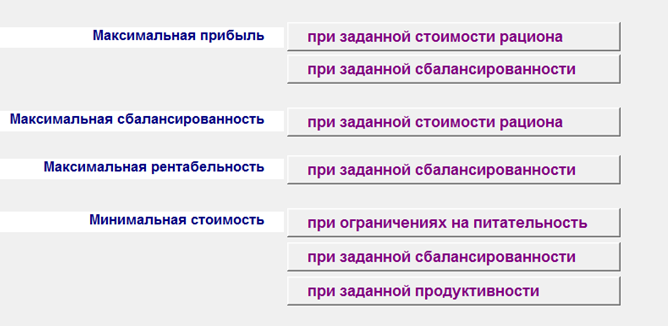 Максимальная прибыль при заданной стоимости рациона
при заданной сбалансированности
Максимальная сбалансированность при заданной стоимости рациона
Максимальная рентабельность при заданной сбалансированности
Минимальная стоимость при ограничениях на питательность
при заданной сбалансированности
при заданной продуктивности